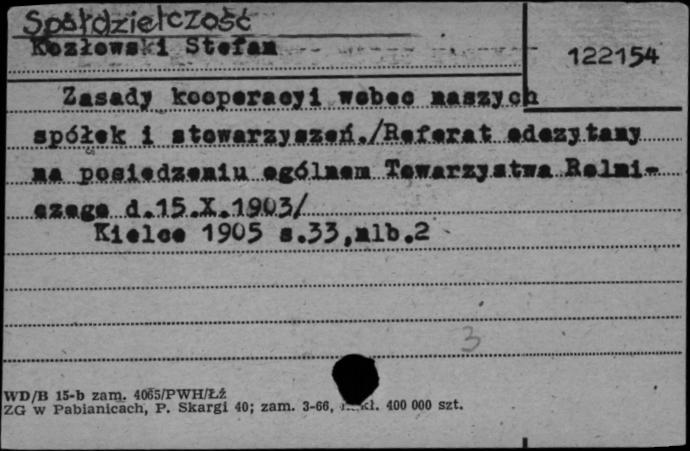 Spółdzielczość
Kozłowski Stefan
122154
Zasady kooperacyi wobec naszych
spółek i stowarzyszeń./Referat odczytany
na posiedzeniu ogólnem Towarzystwa Rolni-
czego d.15.X.1903/
Kielce 1905 s.33,nlb.2
3
WD/B 15-b zam. 4065/PWH/Łź
ZG w Pabianicach, P. Skargi 40; zam. 3-66, kł. 400 000 szt.